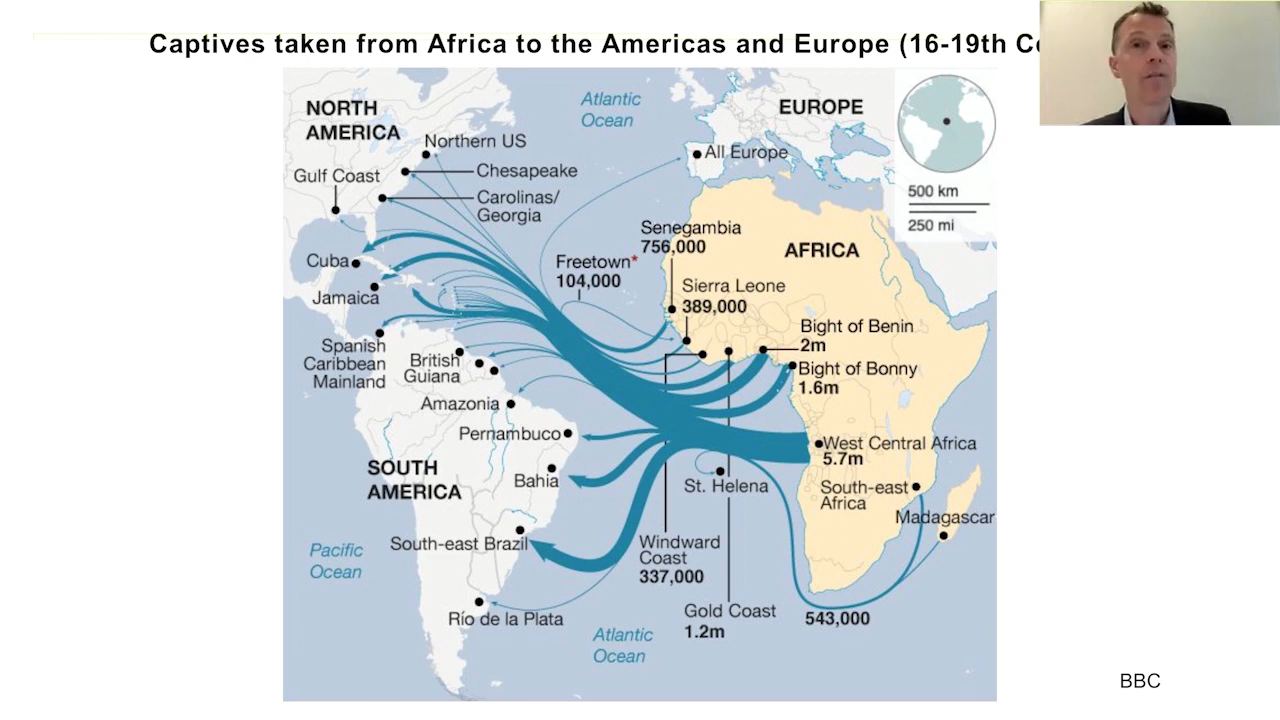 Captives taken from Africa to the Americas and Europe (16-19th
NORTH
AMERICA
Atlantic
Ocean
EUROPE
Northern US
All Europe
Gulf Coast
Chesapeake
Carolinas/
Georgia
500 km
250 mi
Senegambia
756,000
AFRICA
Cuba
Freetown*
104,000
Sierra Leone
389,000
Jamaica
Bight of Benin
2m
Spanish
Caribbean
Mainland
British
Guiana
Bight of Bonny
1.6m
Amazonia
Pernambuco
West Central Africa
5.7m
SOUTH
AMERICA
Bahia
St. Helena
South-east
Africa
Madagascar
South-east Brazil
Windward
Coast
337,000
Pacific
Ocean
Río de la Plata
Gold Coast
1.2m
543,000
Atlantic
Ocean
BBC